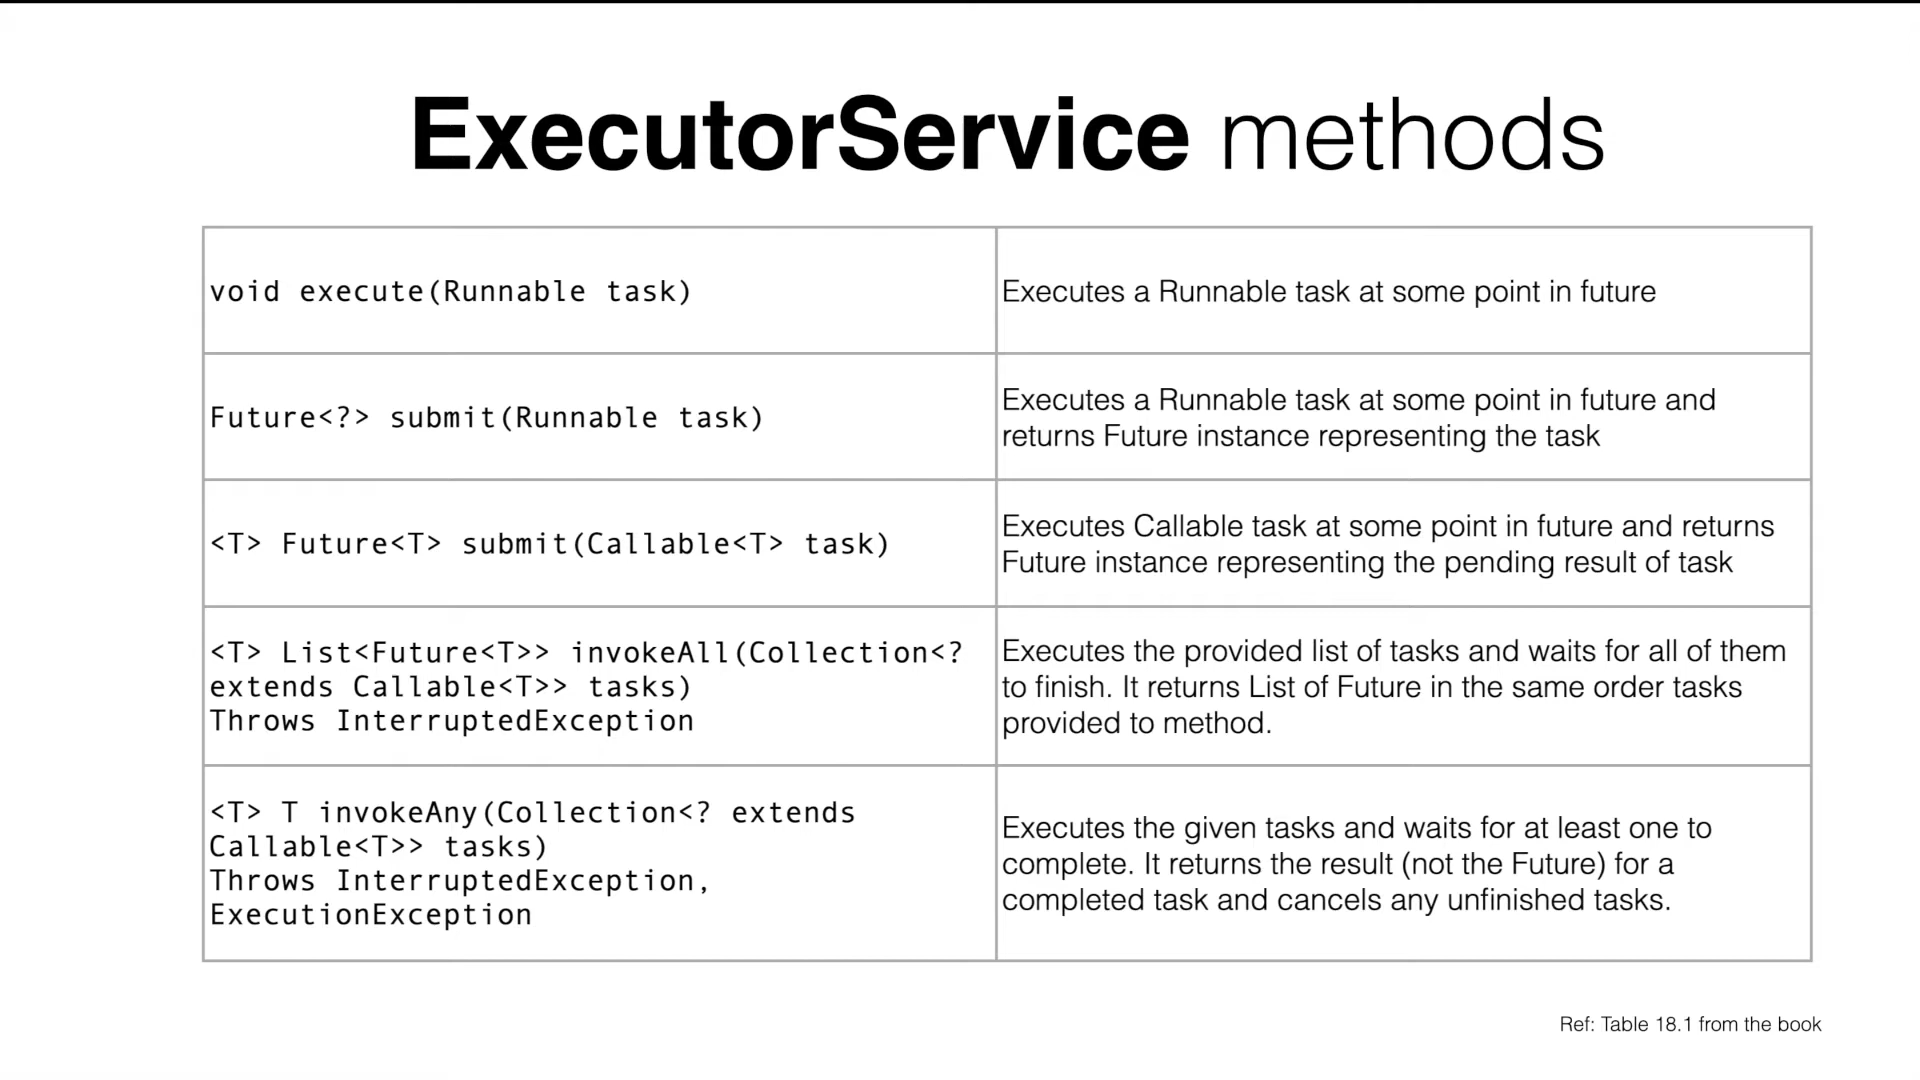 ExecutorService methods
void execute(Runnable task)
Executes a Runnable task at some point in future
Future<?> submit(Runnable task)
Executes a Runnable task at some point in future and
returns Future instance representing the task
<T> Future<T> submit(Callable<T> task)
Executes Callable task at some point in future and returns
Future instance representing the pending result of task
<T> List<Future<T>> invokeAll(Collection<?
extends Callable<T>> tasks)
Throws InterruptedException
Executes the provided list of tasks and waits for all of them
to finish. It returns List of Future in the same order tasks
provided to method.
<T> T invokeAny(Collection<? extends
Callable<T>> tasks)
Throws InterruptedException,
ExecutionException
Executes the given tasks and waits for at least one to
complete. It returns the result (not the Future) for a
completed task and cancels any unfinished tasks.
Ref: Table 18.1 from the book